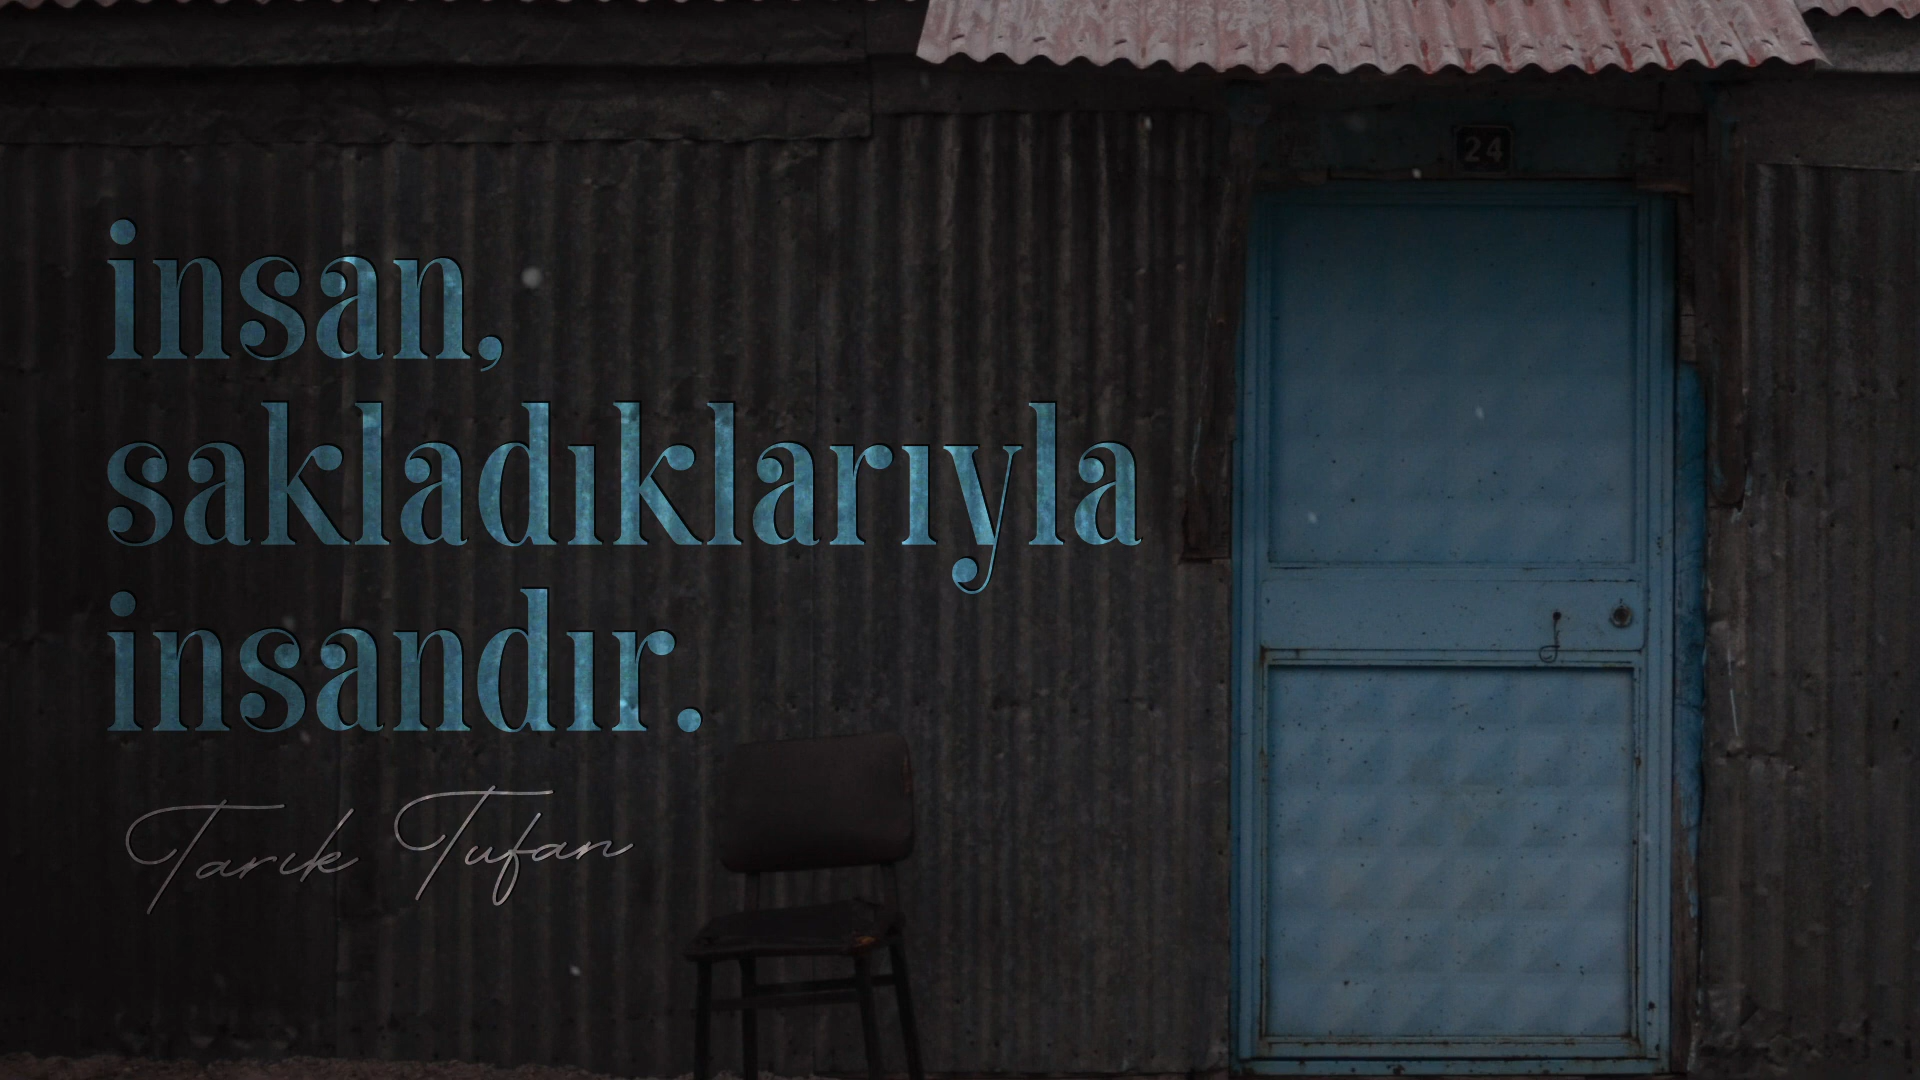 24
insan,
sakladıklarıyla
insandır.
Tarık Tufan